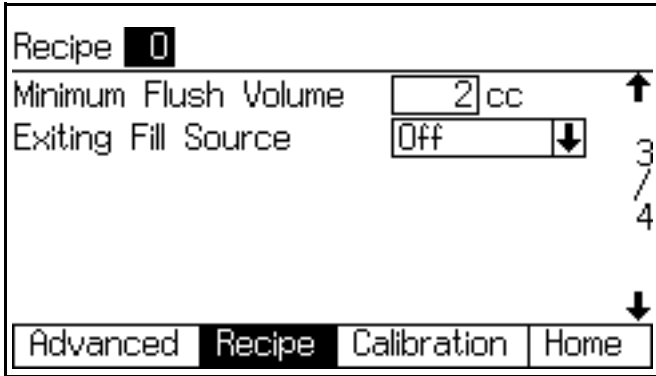 Recipe 0
Minimum Flush Volume 2 cc
Exiting Fill Source Off
3
/
4
Advanced Recipe Calibration Home